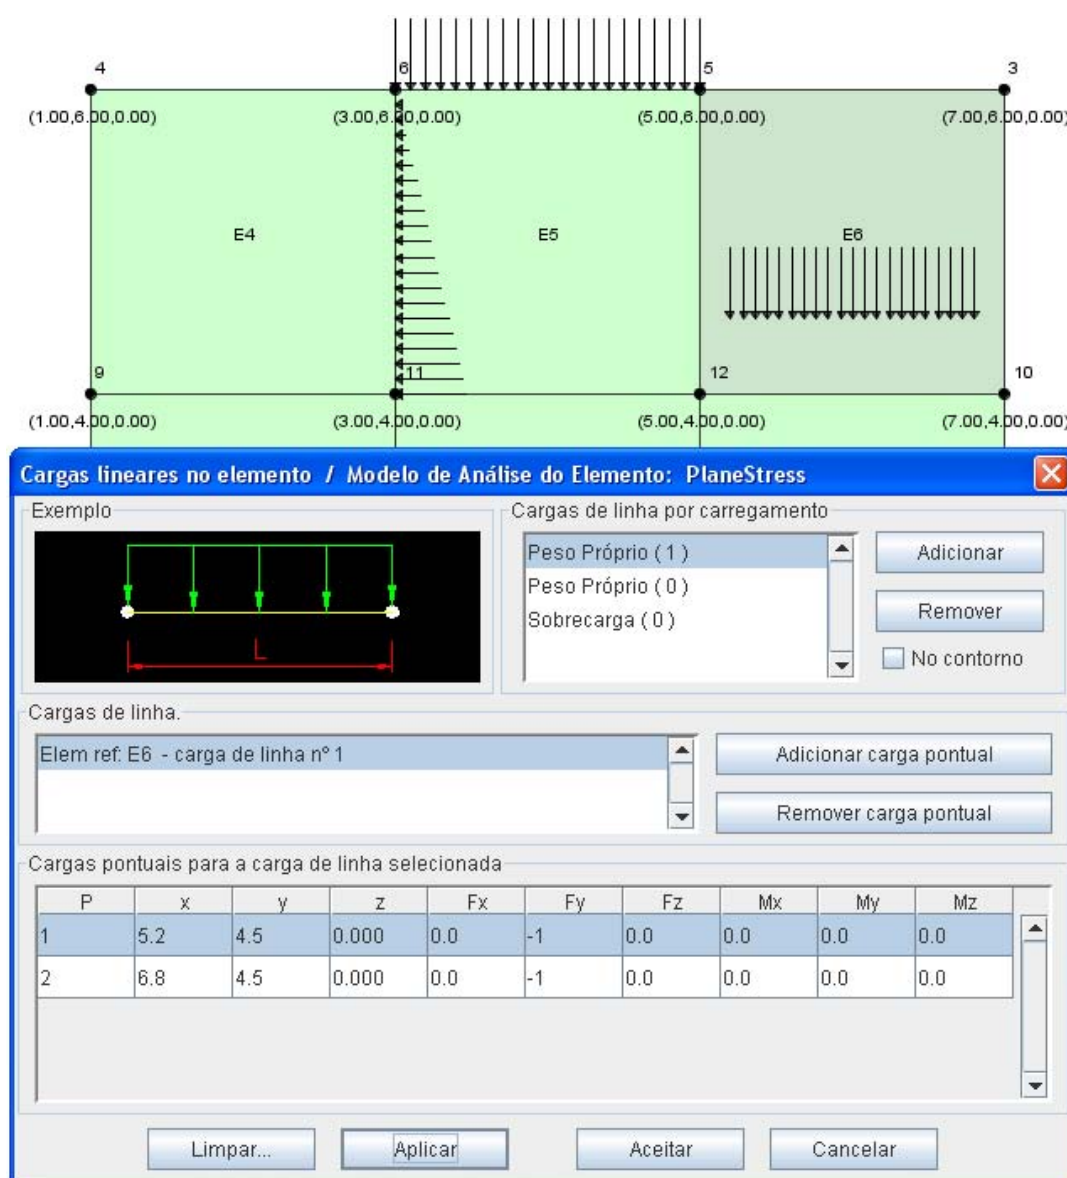 4 6 5 3
(1.00,6.00,0.00) (3.00,6.00,0.00) (5.00,6.00,0.00) (7.00,6.00,0.00)
E4 E5 E6
9 11 12 10
(1.00,4.00,0.00) (3.00,4.00,0.00) (5.00,4.00,0.00) (7.00,4.00,0.00)
Cargas lineares no elemento / Modelo de Análise do Elemento: PlaneStress
Exemplo
L
Cargas de linha por carregamento
Peso Próprio ( 1 )
Peso Próprio ( 0 )
Sobrecarga ( 0 )
Adicionar
Remover
No contorno
Cargas de linha.
Elem ref: E6 - carga de linha nº 1
Adicionar carga pontual
Remover carga pontual
Cargas pontuais para a carga de linha selecionada
P x y z Fx Fy Fz Mx My Mz
1 5.2 4.5 0.000 0.0 -1 0.0 0.0 0.0 0.0
2 6.8 4.5 0.000 0.0 -1 0.0 0.0 0.0 0.0
Limpar... Aplicar Aceitar Cancelar